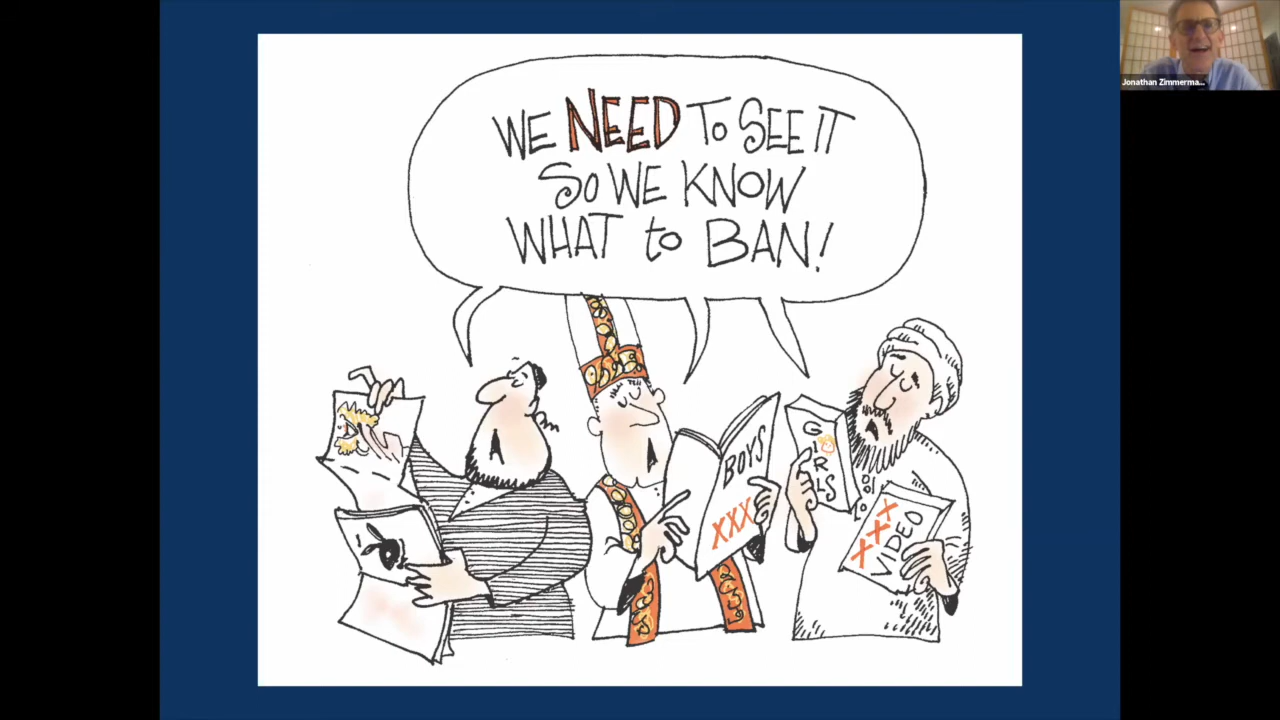 WE NEED TO SEE IT
SO WE KNOW
WHAT to BAN!
BOYS
XXX
GIRLS
XXX
VIDEO
Jonathan Zimmerma...